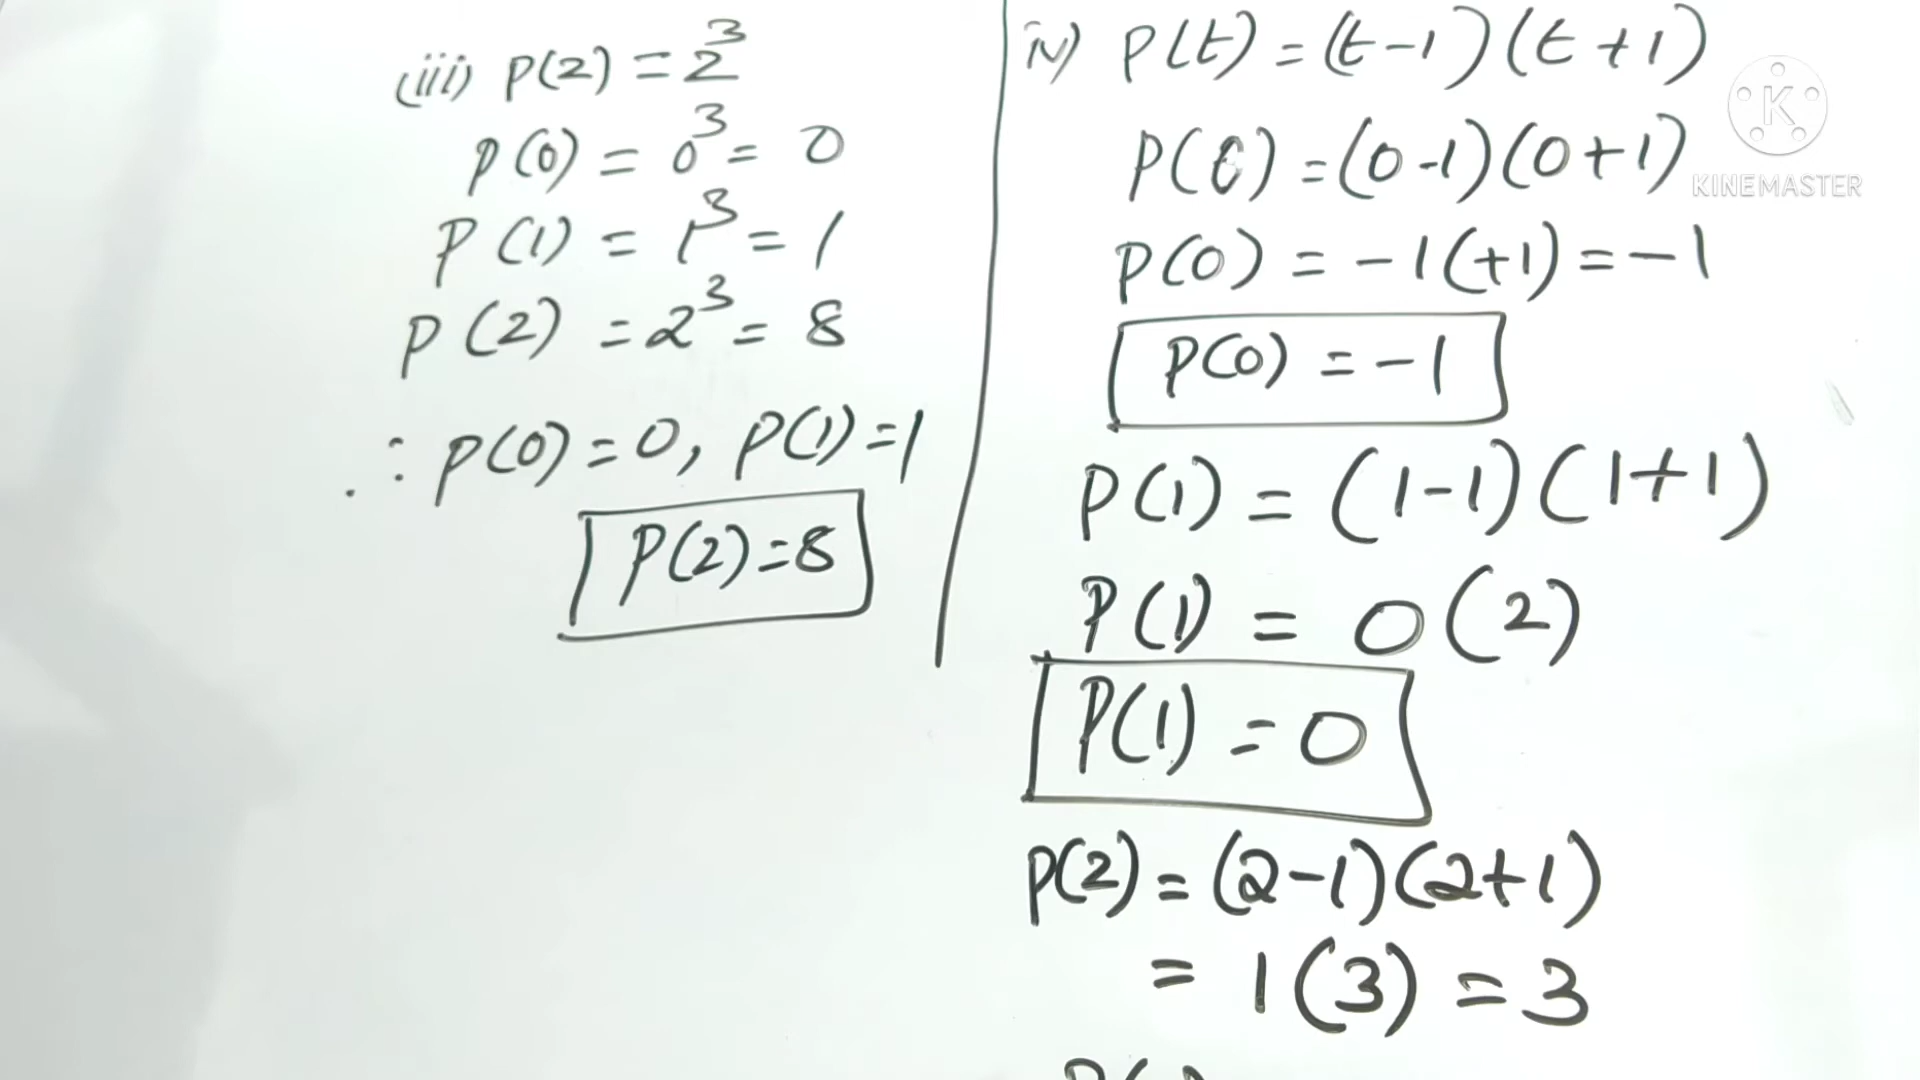 (iii) P(2) = 2³
P(0) = 0³ = 0
P(1) = 1³ = 1
P(2) = 2³ = 8
∴ P(0) = 0, P(1) = 1
P(2) = 8
iv) P(t) = (t-1)(t+1)
P(0) = (0-1)(0+1)
P(0) = -1(+1) = -1
P(0) = -1
P(1) = (1-1)(1+1)
P(1) = 0(2)
P(1) = 0
P(2) = (2-1)(2+1)
= 1(3) = 3
K
KINEMASTER